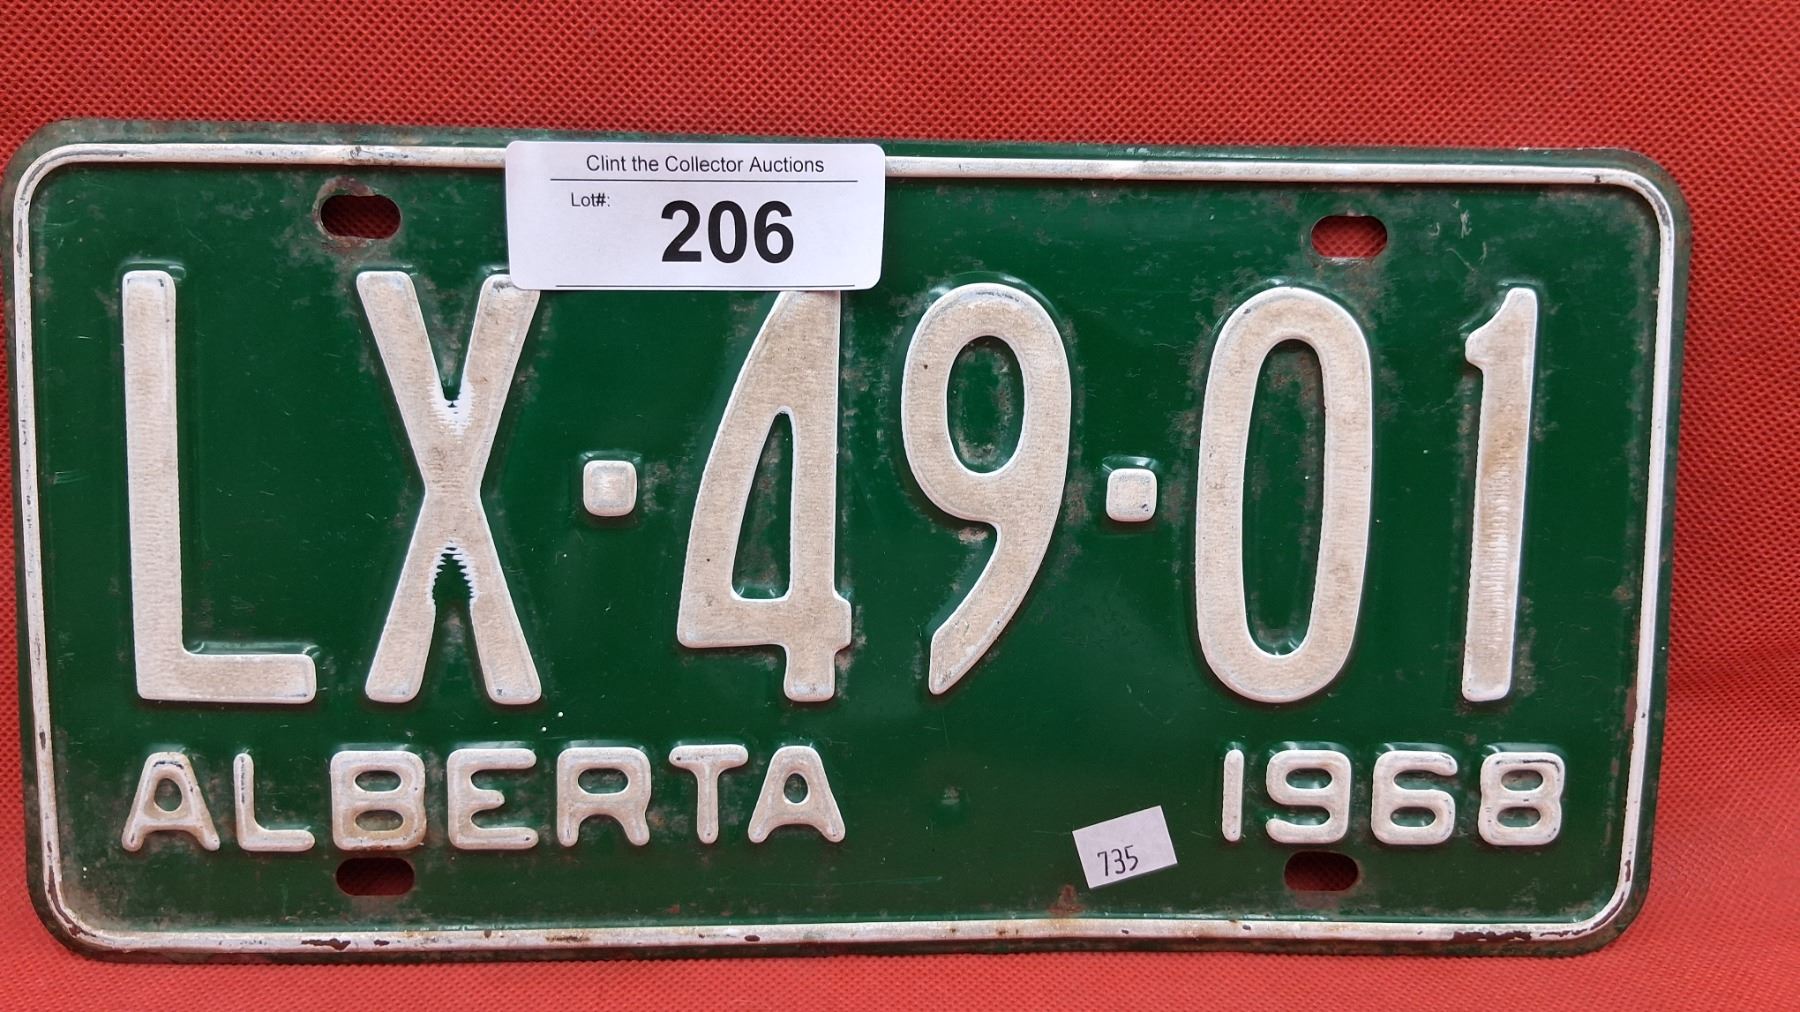 Clint the Collector Auctions
Lot#: 206
LX·49·01
ALBERTA 1968
735